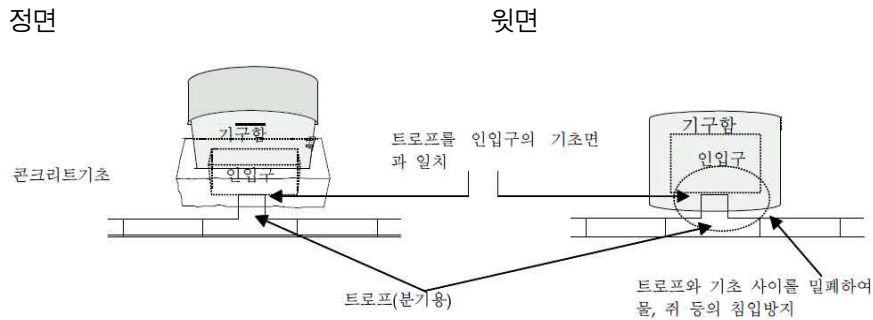 정면
윗면
기구함
인입구
콘크리트기초
트로프를 인입구의 기초면
과 일치
기구함
인입구
트로프(분기용)
트로프와 기초 사이를 밀폐하여
물, 쥐 등의 침입방지